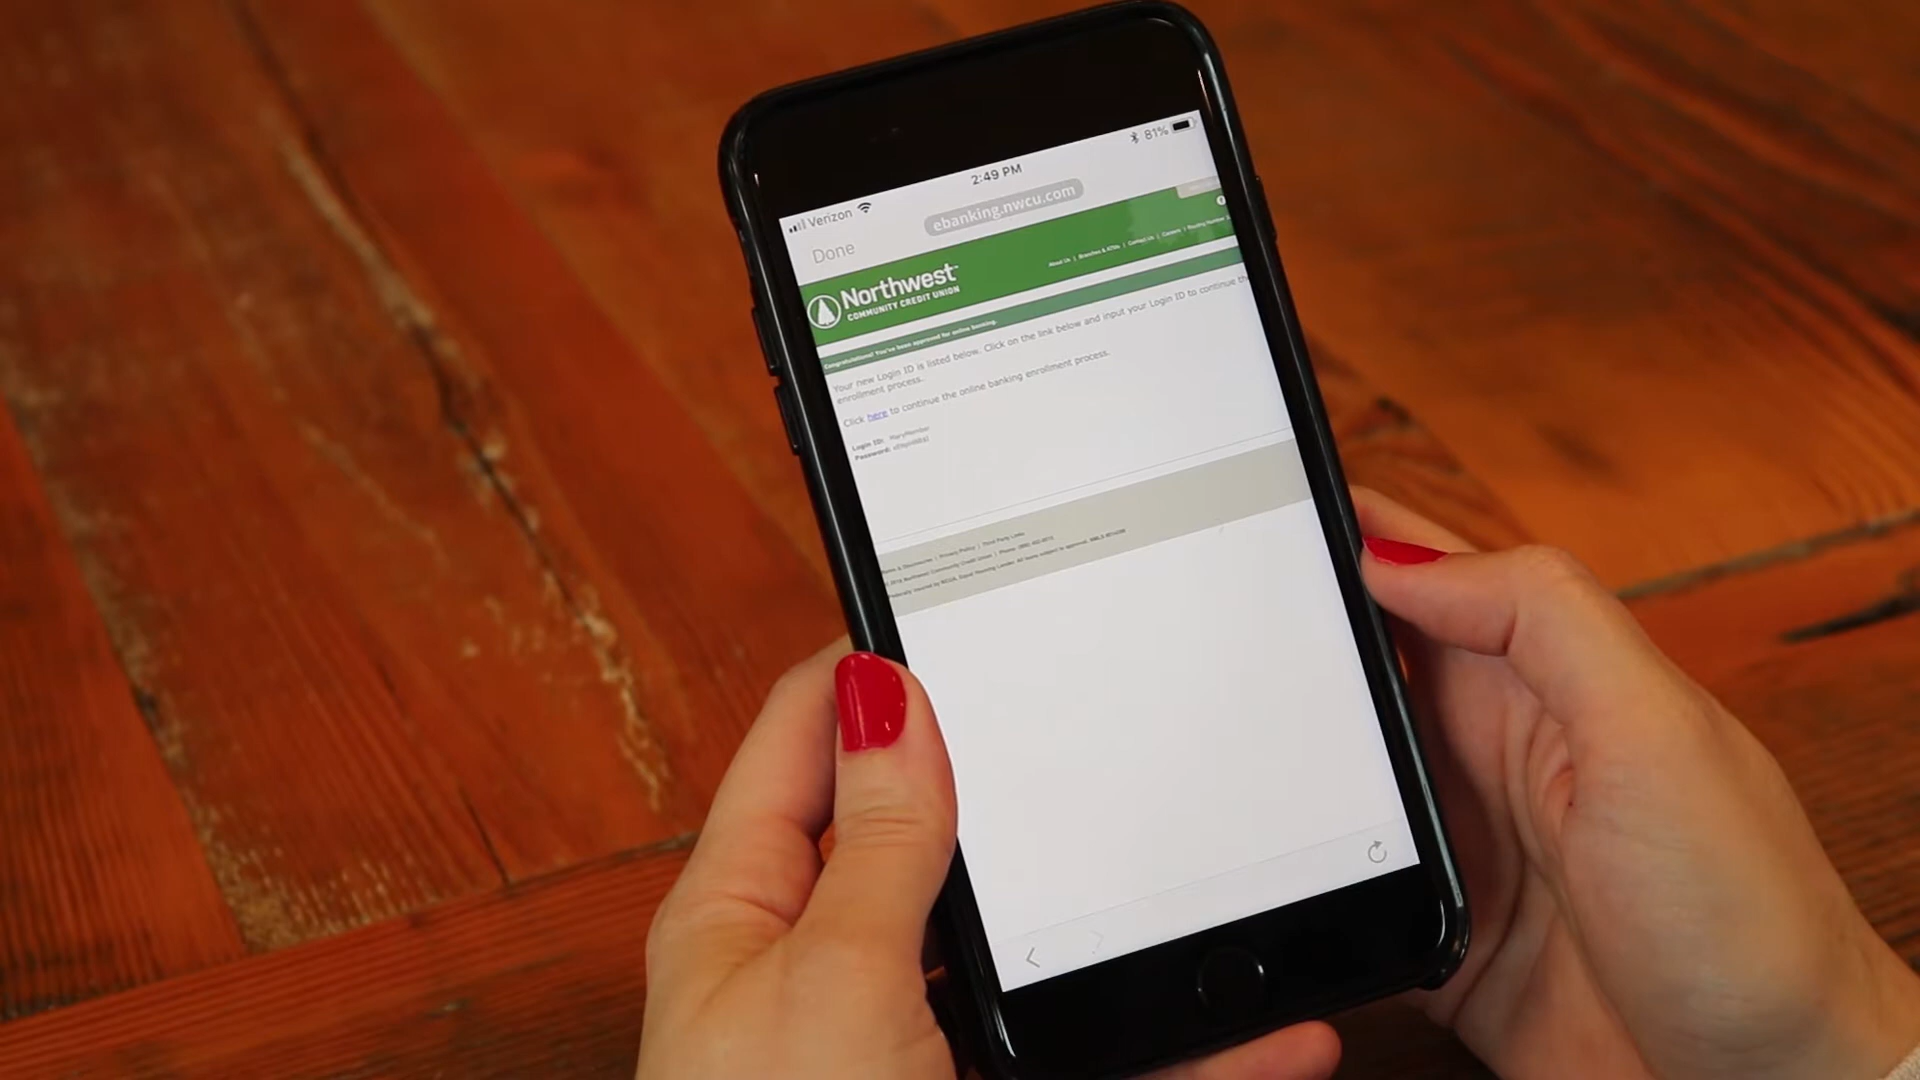 Verizon
2:49 PM
81%
Done
ebanking.nwcu.com
Northwest
COMMUNITY CREDIT UNION
About Us | Branches & ATMs | Contact Us | Careers | Routing Number
Congratulations! You've been approved for online banking.
Your new Login ID is listed below. Click on the link below and input your Login ID to continue the
enrollment process.
Click here to continue the online banking enrollment process.
Login ID: MaryMember
Password:
& Disclosures | Privacy Policy | Third Party Links
Northwest Community Credit Union | Phone:
Federally insured by NCUA. Equal Housing Lender. All loans subject to approval. NMLS